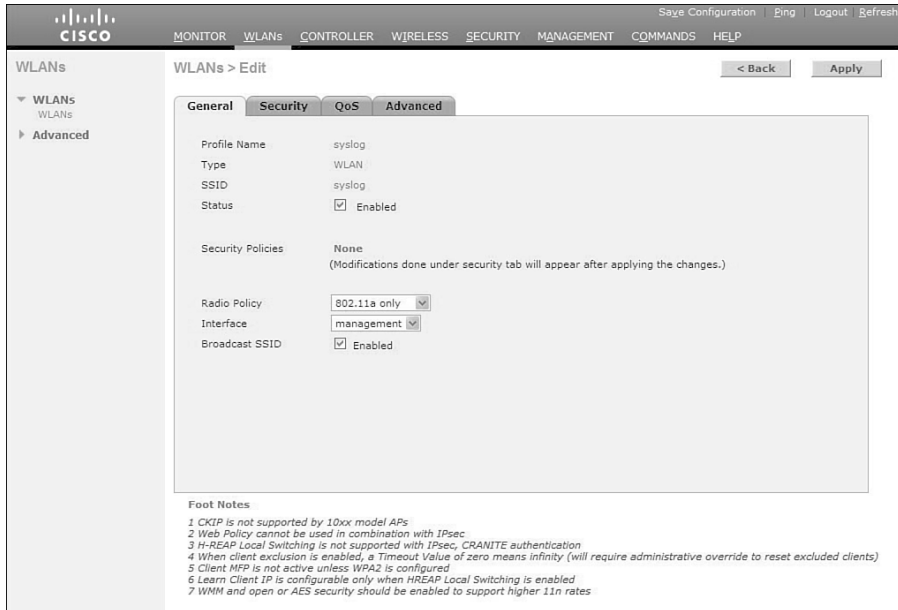 Save Configuration | Ping | Logout | Refresh
CISCO
MONITOR WLANs CONTROLLER WIRELESS SECURITY MANAGEMENT COMMANDS HELP
WLANs
WLANs > Edit
< Back
Apply
WLANs
WLANs
Advanced
General
Security
QoS
Advanced
Profile Name syslog
Type WLAN
SSID syslog
Status Enabled
Security Policies None
(Modifications done under security tab will appear after applying the changes.)
Radio Policy 802.11a only
Interface management
Broadcast SSID Enabled
Foot Notes
1 CKIP is not supported by 10xx model APs
2 Web Policy cannot be used in combination with IPsec
3 H-REAP Local Switching is not supported with IPsec, CRANITE authentication
4 When client exclusion is enabled, a Timeout Value of zero means infinity (will require administrative override to reset excluded clients)
5 Client MFP is not active unless WPA2 is configured
6 Learn Client IP is configurable only when HREAP Local Switching is enabled
7 WMM and open or AES security should be enabled to support higher 11n rates